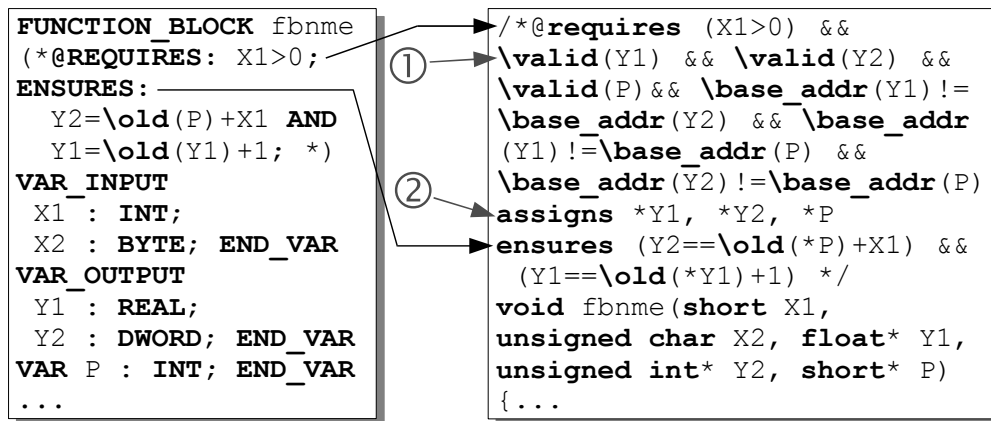 FUNCTION_BLOCK fbnme
(*@REQUIRES: X1>0;
ENSURES:
Y2=\old(P)+X1 AND
Y1=\old(Y1)+1; *)
VAR_INPUT
X1 : INT;
X2 : BYTE; END_VAR
VAR_OUTPUT
Y1 : REAL;
Y2 : DWORD; END_VAR
VAR P : INT; END_VAR
...
①
②
/*@requires (X1>0) &&
\valid(Y1) && \valid(Y2) &&
\valid(P)&& \base_addr(Y1)!=
\base_addr(Y2) && \base_addr
(Y1)!=\base_addr(P) &&
\base_addr(Y2)!=\base_addr(P)
assigns *Y1, *Y2, *P
ensures (Y2==\old(*P)+X1) &&
(Y1==\old(*Y1)+1) */
void fbnme(short X1,
unsigned char X2, float* Y1,
unsigned int* Y2, short* P)
{...